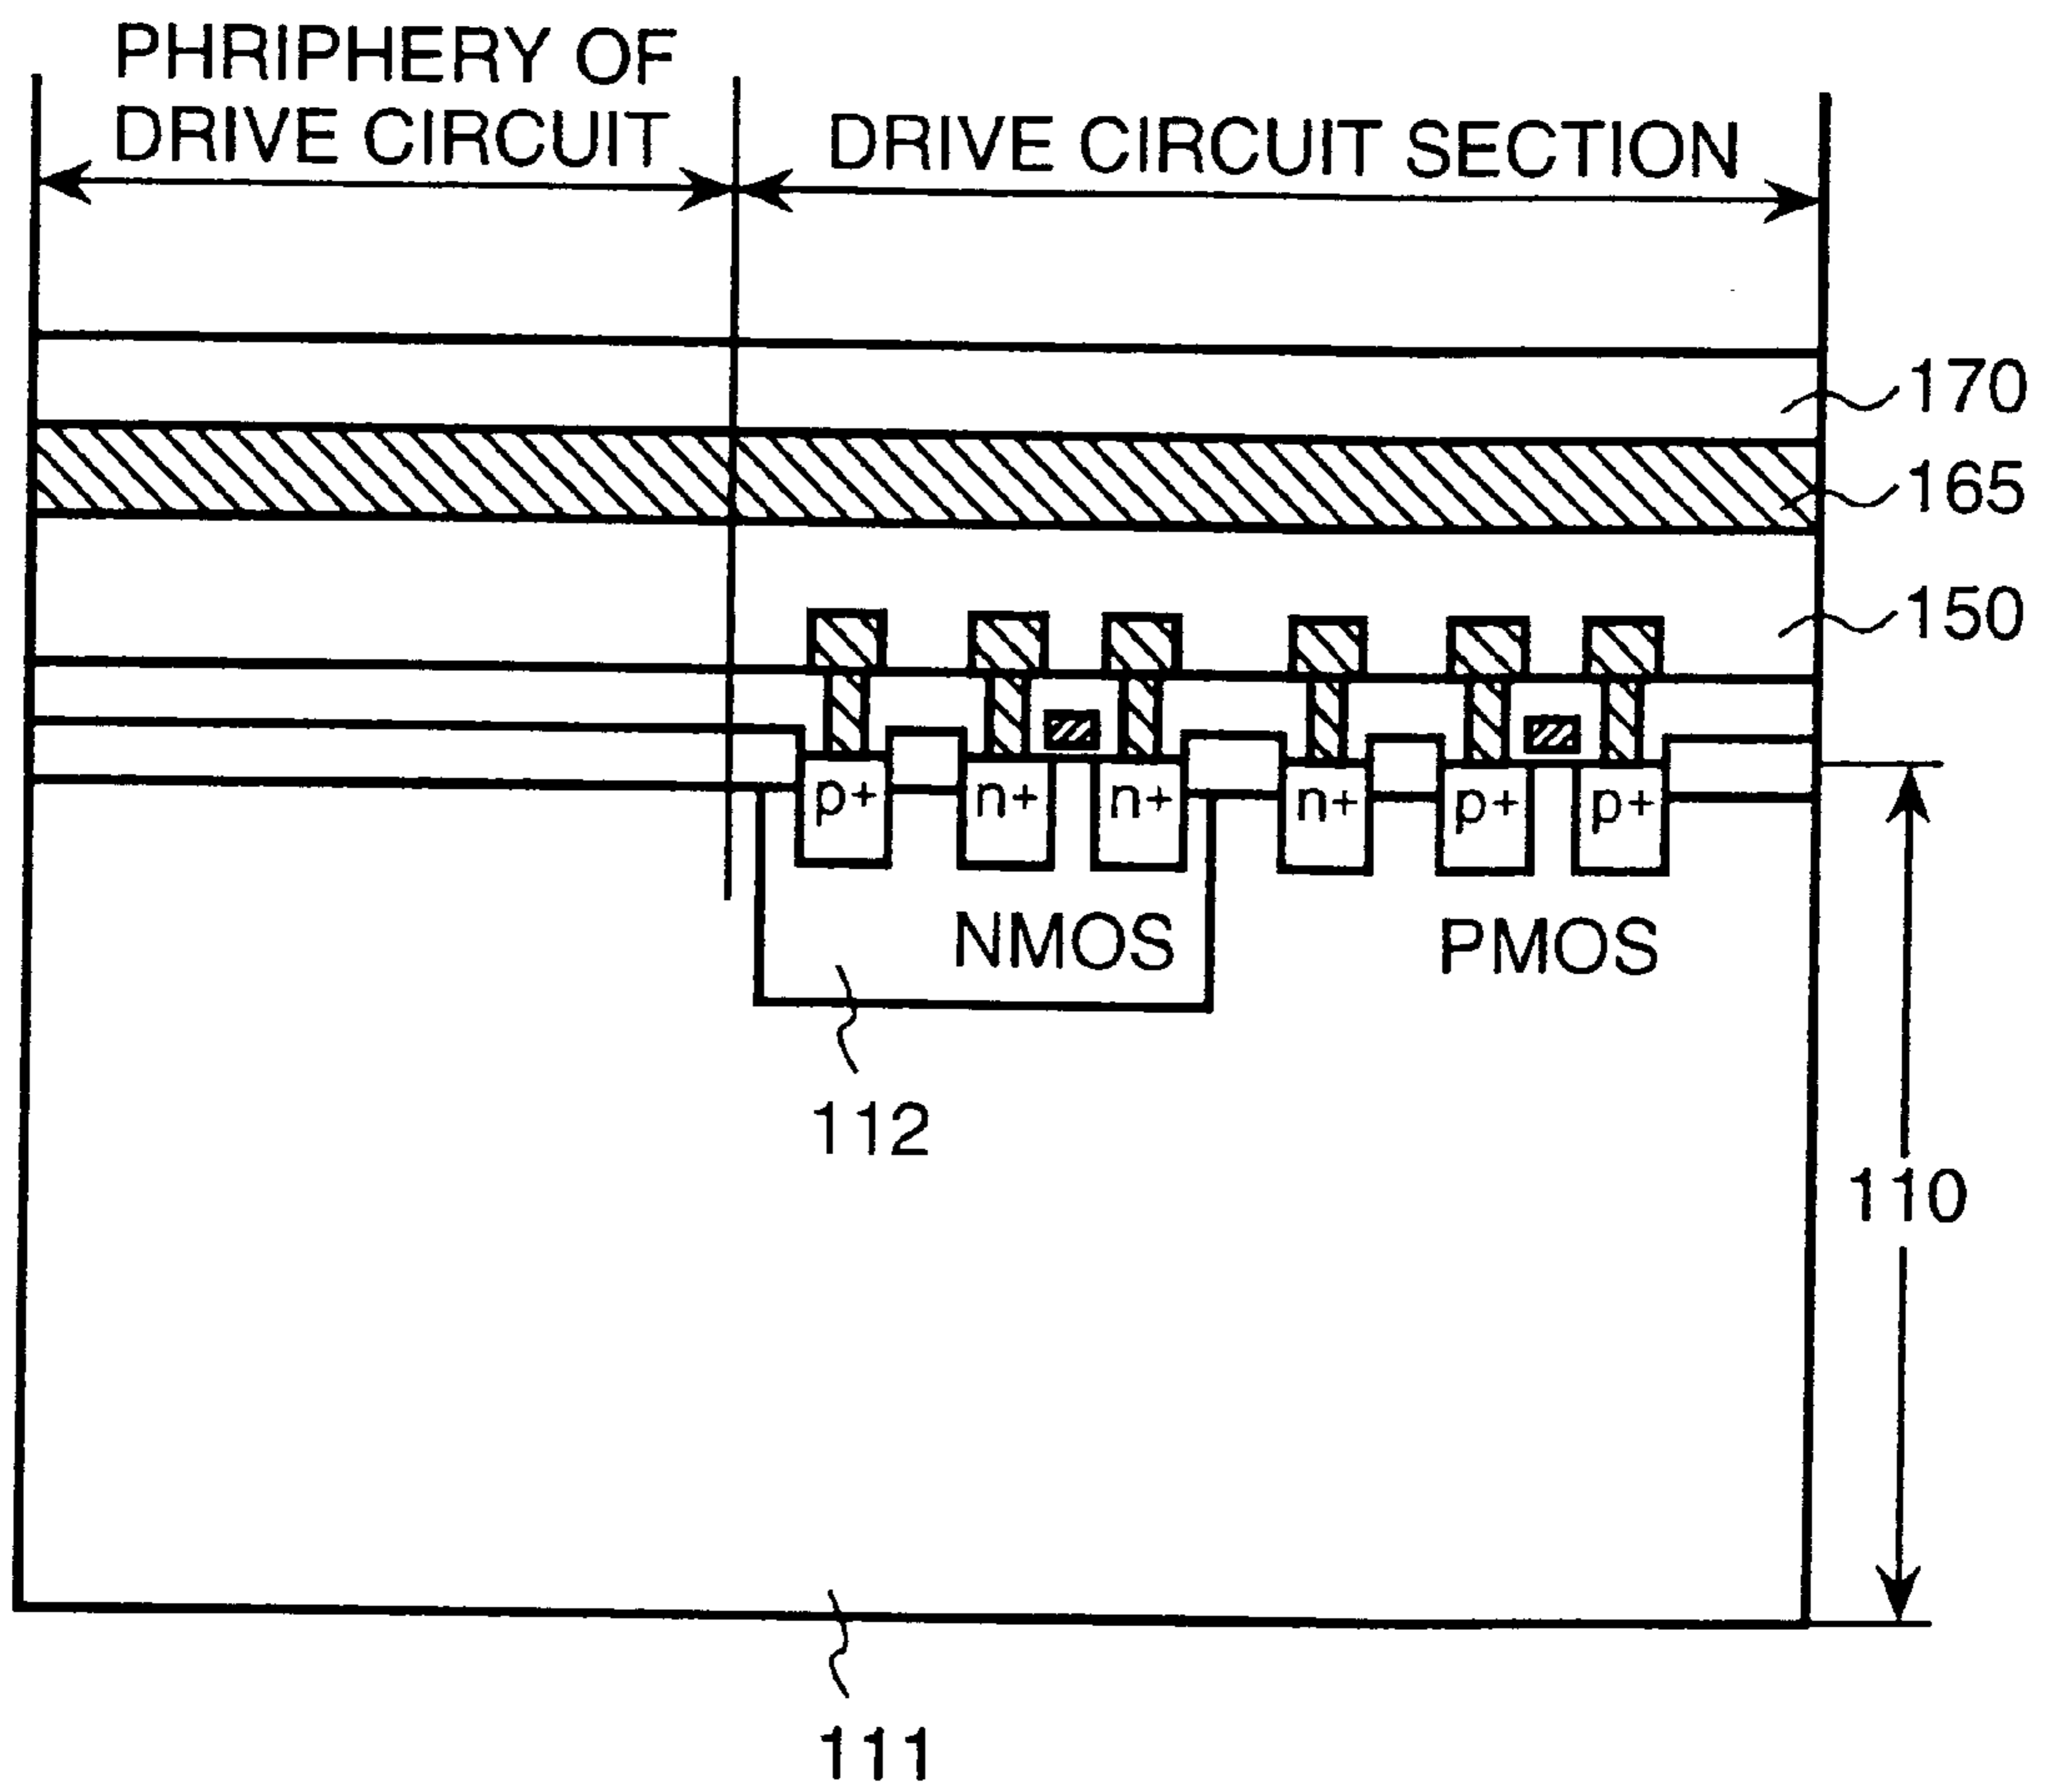 PHRIPHERY OF
DRIVE CIRCUIT
DRIVE CIRCUIT SECTION
170
165
150
p+ n+ n+ n+ p+ p+
NMOS PMOS
112
110
111